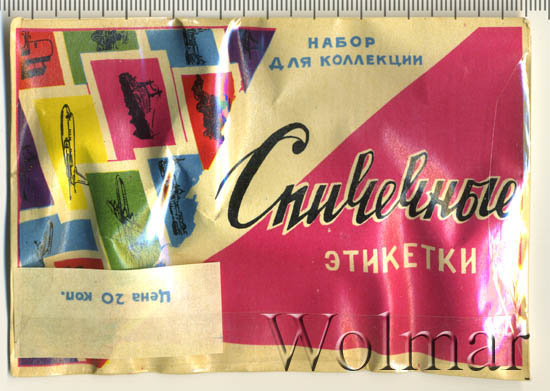 НАБОР
ДЛЯ КОЛЛЕКЦИИ
Спичечные
ЭТИКЕТКИ
Цена 20 коп.
Wolmar